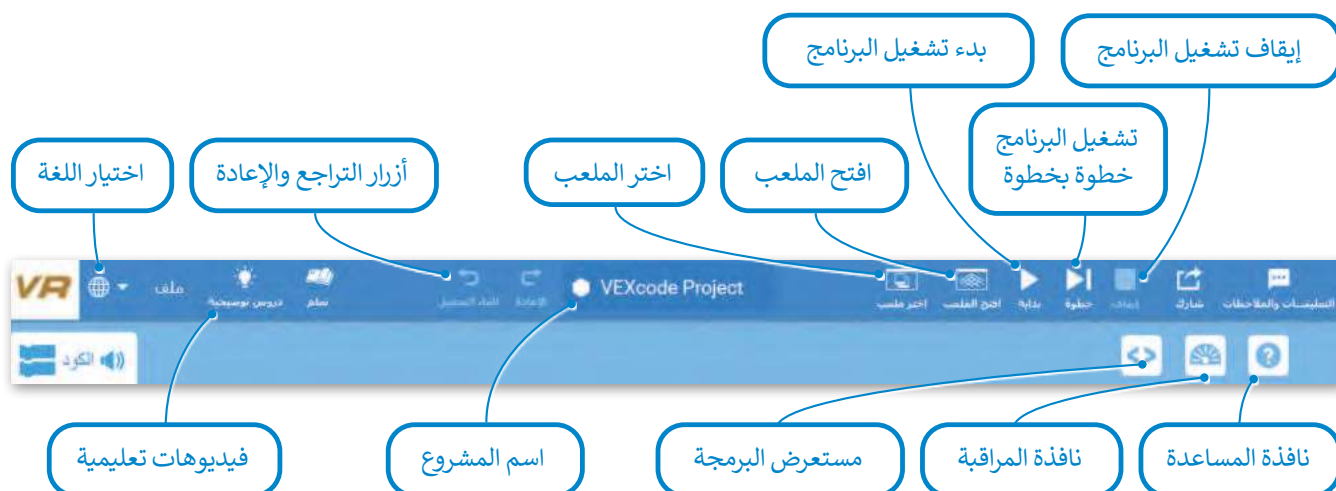 بدء تشغيل البرنامج
إيقاف تشغيل البرنامج
اختيار اللغة
أزرار التراجع والإعادة
اختر الملعب
افتح الملعب
تشغيل البرنامج
خطوة بخطوة
VR
ملف
دروس توضيحية
تعلم
الإعادة
VEXcode Project
اختر ملعب
افتح الملعب
بداية
خطوة
إيقاف
شارك
التعليقات والملاحظات
الكود
فيديوهات تعليمية
اسم المشروع
مستعرض البرمجة
نافذة المراقبة
نافذة المساعدة